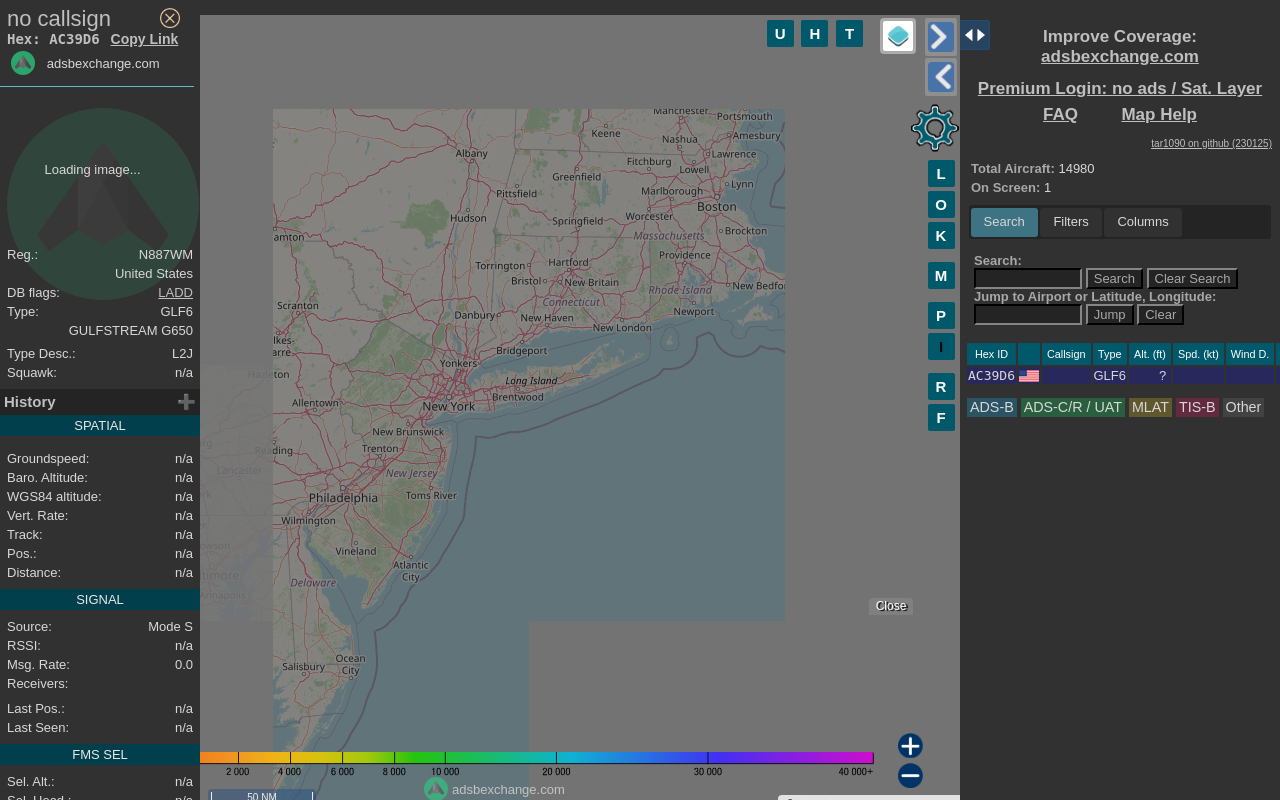 no callsign
Hex: AC39D6 Copy Link
adsbexchange.com
Loading image...
Reg.: N887WM
United States
DB flags: LADD
Type: GLF6
GULFSTREAM G650
Type Desc.: L2J
Squawk: n/a
History
SPATIAL
Groundspeed: n/a
Baro. Altitude: n/a
WGS84 altitude: n/a
Vert. Rate: n/a
Track: n/a
Pos.: n/a
Distance: n/a
SIGNAL
Source: Mode S
RSSI: n/a
Msg. Rate: 0.0
Receivers:
Last Pos.: n/a
Last Seen: n/a
FMS SEL
Sel. Alt.: n/a
U H T
L
O
K
M
P
I
R
F
Manchester
Portsmouth
Keene
Nashua
Amesbury
Albany
Fitchburg
Lawrence
Greenfield
Lowell
Pittsfield
Marlborough
Lynn
Hudson
Springfield
Worcester
Boston
amton
Massachusetts
Brockton
Torrington
Hartford
Providence
Bristol
New Britain
Rhode Island
New Bedfo
Scranton
Connecticut
Danbury
New Haven
Newport
New London
lkes-
arre
Bridgeport
Yonkers
Hazleton
Long Island
Allentown
Brentwood
New York
New Brunswick
Reading
Trenton
Lancaster
New Jersey
Philadelphia
Toms River
Wilmington
Vineland
Atlantic
City
Delaware
Annapolis
Salisbury
Ocean
City
Close
2 000 4 000 6 000 8 000 10 000 20 000 30 000 40 000+
adsbexchange.com
50 NM
Improve Coverage:
adsbexchange.com
Premium Login: no ads / Sat. Layer
FAQ Map Help
tar1090 on github (230125)
Total Aircraft: 14980
On Screen: 1
Search Filters Columns
Search:
Search Clear Search
Jump to Airport or Latitude, Longitude:
Jump Clear
Hex ID Callsign Type Alt. (ft) Spd. (kt) Wind D.
AC39D6 GLF6 ?
ADS-B ADS-C/R / UAT MLAT TIS-B Other